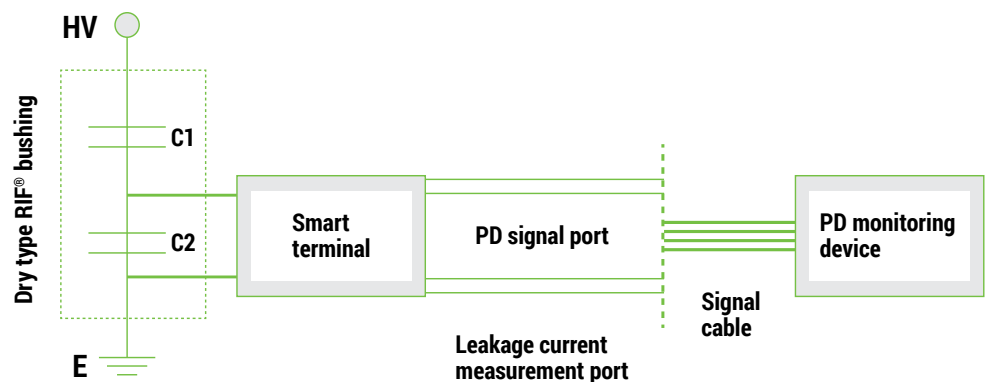 HV
Dry type RIF® bushing
C1
C2
E
Smart
terminal
PD signal port
Leakage current
measurement port
Signal
cable
PD monitoring
device